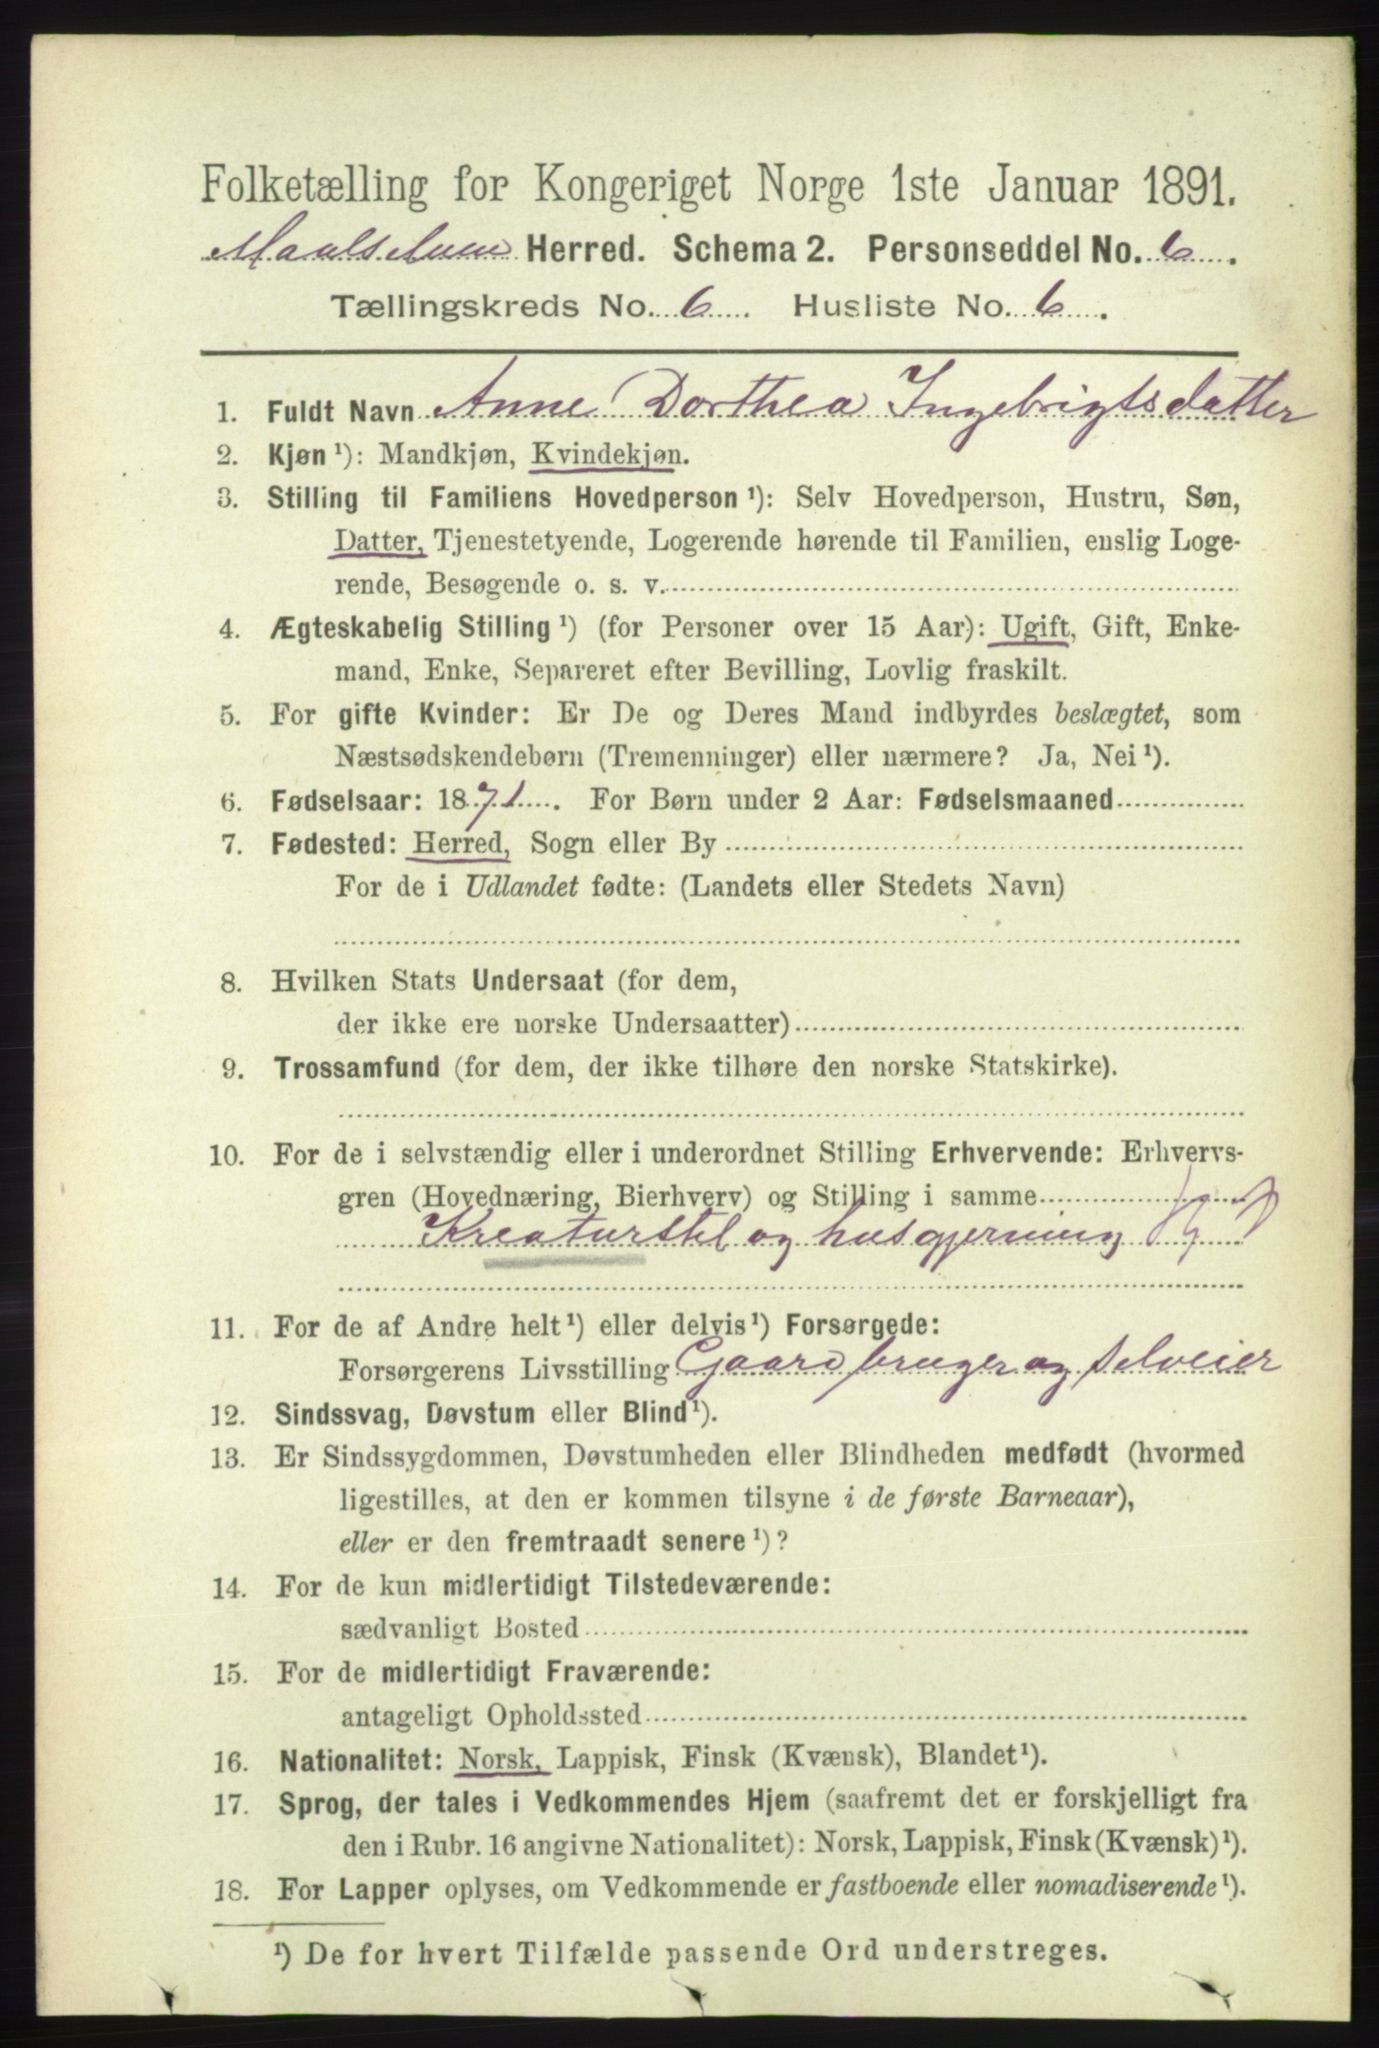 Folketælling for Kongeriget Norge 1ste Januar 1891.
Maalselven Herred. Schema 2. Personseddel No. 6.
Tællingskreds No. 6. Husliste No. 6.
1. Fuldt Navn Anne Dorthea Ingebrigtsdatter
2. Kjøn ¹): Mandkjøn, Kvindekjøn.
3. Stilling til Familiens Hovedperson ¹): Selv Hovedperson, Hustru, Søn,
Datter, Tjenestetyende, Logerende hørende til Familien, enslig Loge-
rende, Besøgende o. s. v.
4. Ægteskabelig Stilling ¹) (for Personer over 15 Aar): Ugift, Gift, Enke-
mand, Enke, Separeret efter Bevilling, Lovlig fraskilt.
5. For gifte Kvinder: Er De og Deres Mand indbyrdes beslægtet, som
Næstsødskendebørn (Tremenninger) eller nærmere? Ja, Nei ¹).
6. Fødselsaar: 1871. For Børn under 2 Aar: Fødselsmaaned
7. Fødested: Herred, Sogn eller By
For de i Udlandet fødte: (Landets eller Stedets Navn)
8. Hvilken Stats Undersaat (for dem,
der ikke ere norske Undersaatter)
9. Trossamfund (for dem, der ikke tilhøre den norske Statskirke).
10. For de i selvstændig eller i underordnet Stilling Erhvervende: Erhvervs-
gren (Hovednæring, Bierhverv) og Stilling i samme
Kreaturstel og husgjerning
11. For de af Andre helt ¹) eller delvis ¹) Forsørgede:
Forsørgerens Livsstilling Gaardbruger og selveier
12. Sindssvag, Døvstum eller Blind ¹).
13. Er Sindssygdommen, Døvstumheden eller Blindheden medfødt (hvormed
ligestilles, at den er kommen tilsyne i de første Barneaar),
eller er den fremtraadt senere ¹)?
14. For de kun midlertidigt Tilstedeværende:
sædvanligt Bosted
15. For de midlertidigt Fraværende:
antageligt Opholdssted
16. Nationalitet: Norsk, Lappisk, Finsk (Kvænsk), Blandet ¹).
17. Sprog, der tales i Vedkommendes Hjem (saafremt det er forskjelligt fra
den i Rubr. 16 angivne Nationalitet): Norsk, Lappisk, Finsk (Kvænsk) ¹).
18. For Lapper oplyses, om Vedkommende er fastboende eller nomadiserende ¹).
¹) De for hvert Tilfælde passende Ord understreges.